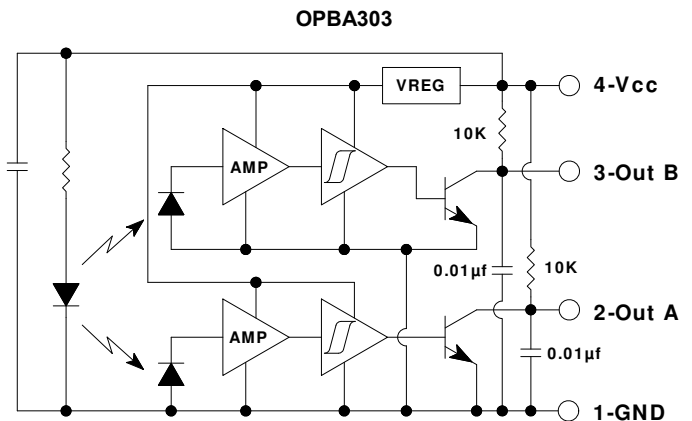 OPBA303
VREG
4-Vcc
10K
AMP
3-Out B
0.01µf
10K
AMP
2-Out A
0.01µf
1-GND